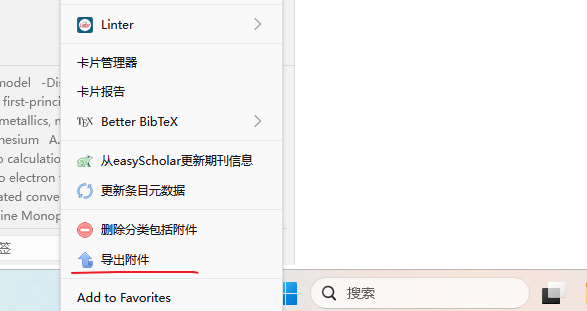 Linter
卡片管理器
model -Dis
卡片报告
first-princip
TEX Better BibTeX
metallics, m
nesium A.
从easyScholar更新期刊信息
o calculatio
更新条目元数据
o electron
ated conve
删除分类包括附件
ine Monop
签
导出附件
搜索
Add to Favorites